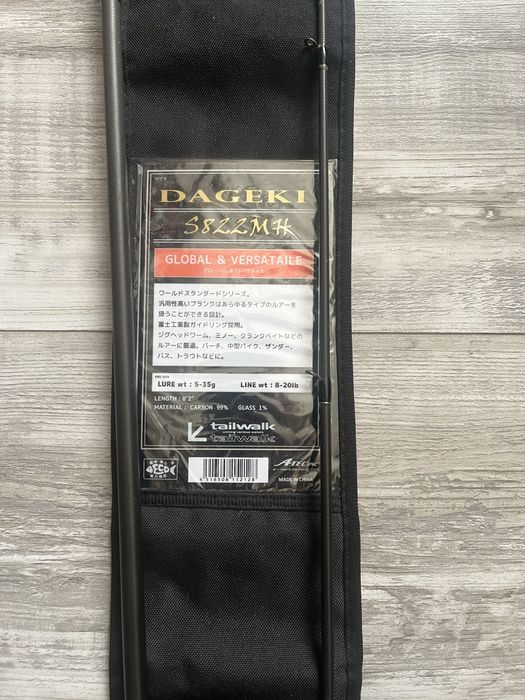 DAGEKI
S822MH
GLOBAL & VERSATAILE
グローバル & バーサタイル
ワールドスタンダードシリーズ。
汎用性高いブランクはあらゆるタイプのルアーを
扱うことができる設計。
富士工業製ガイドリング採用。
ジグヘッドワーム、ミノー、クランクベイトなどの
ルアーに最適。パーチ、中型パイク、ザンダー、
バス、トラウトなどに。
LURE wt : 5-35g LINE wt : 8-20lb
LENGTH : 8'2"
MATERIAL : CARBON 99% GLASS 1%
tailwalk
tailwalk
FECO
4 516508 152128
MADE IN CHINA